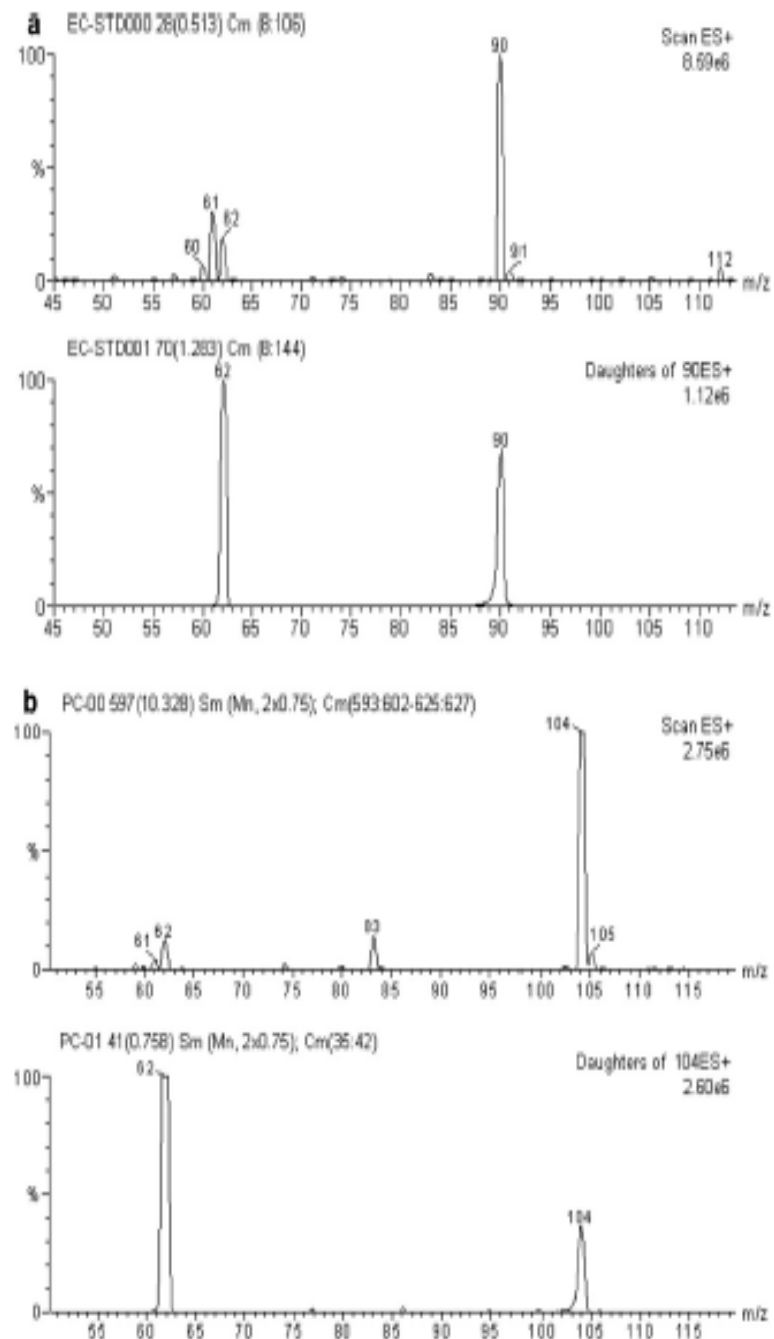 a EC-STD000 28(0.513) Cm (8:106)
Scan ES+
8.69e6
100
%
0
90
61
62
60
91
112
45 50 55 60 65 70 75 80 85 90 95 100 105 110 m/z
EC-STD001 70(1.283) Cm (8:144)
Daughters of 90ES+
1.12e6
100
%
0
62
90
45 50 55 60 65 70 75 80 85 90 95 100 105 110 m/z
b PC-00 597(10.328) Sm (Mn, 2x0.75); Cm(593:602-625:627)
Scan ES+
2.75e6
100
%
0
104
61
62
83
105
55 60 65 70 75 80 85 90 95 100 105 110 115 m/z
PC-01 41(0.758) Sm (Mn, 2x0.75); Cm(35:42)
Daughters of 104ES+
2.60e6
100
%
0
62
104
55 60 65 70 75 80 85 90 95 100 105 110 115 m/z